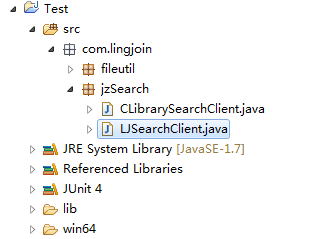 Test
src
com.lingjoin
fileutil
jzSearch
CLibrarySearchClient.java
LJSearchClient.java
JRE System Library [JavaSE-1.7]
Referenced Libraries
JUnit 4
lib
win64